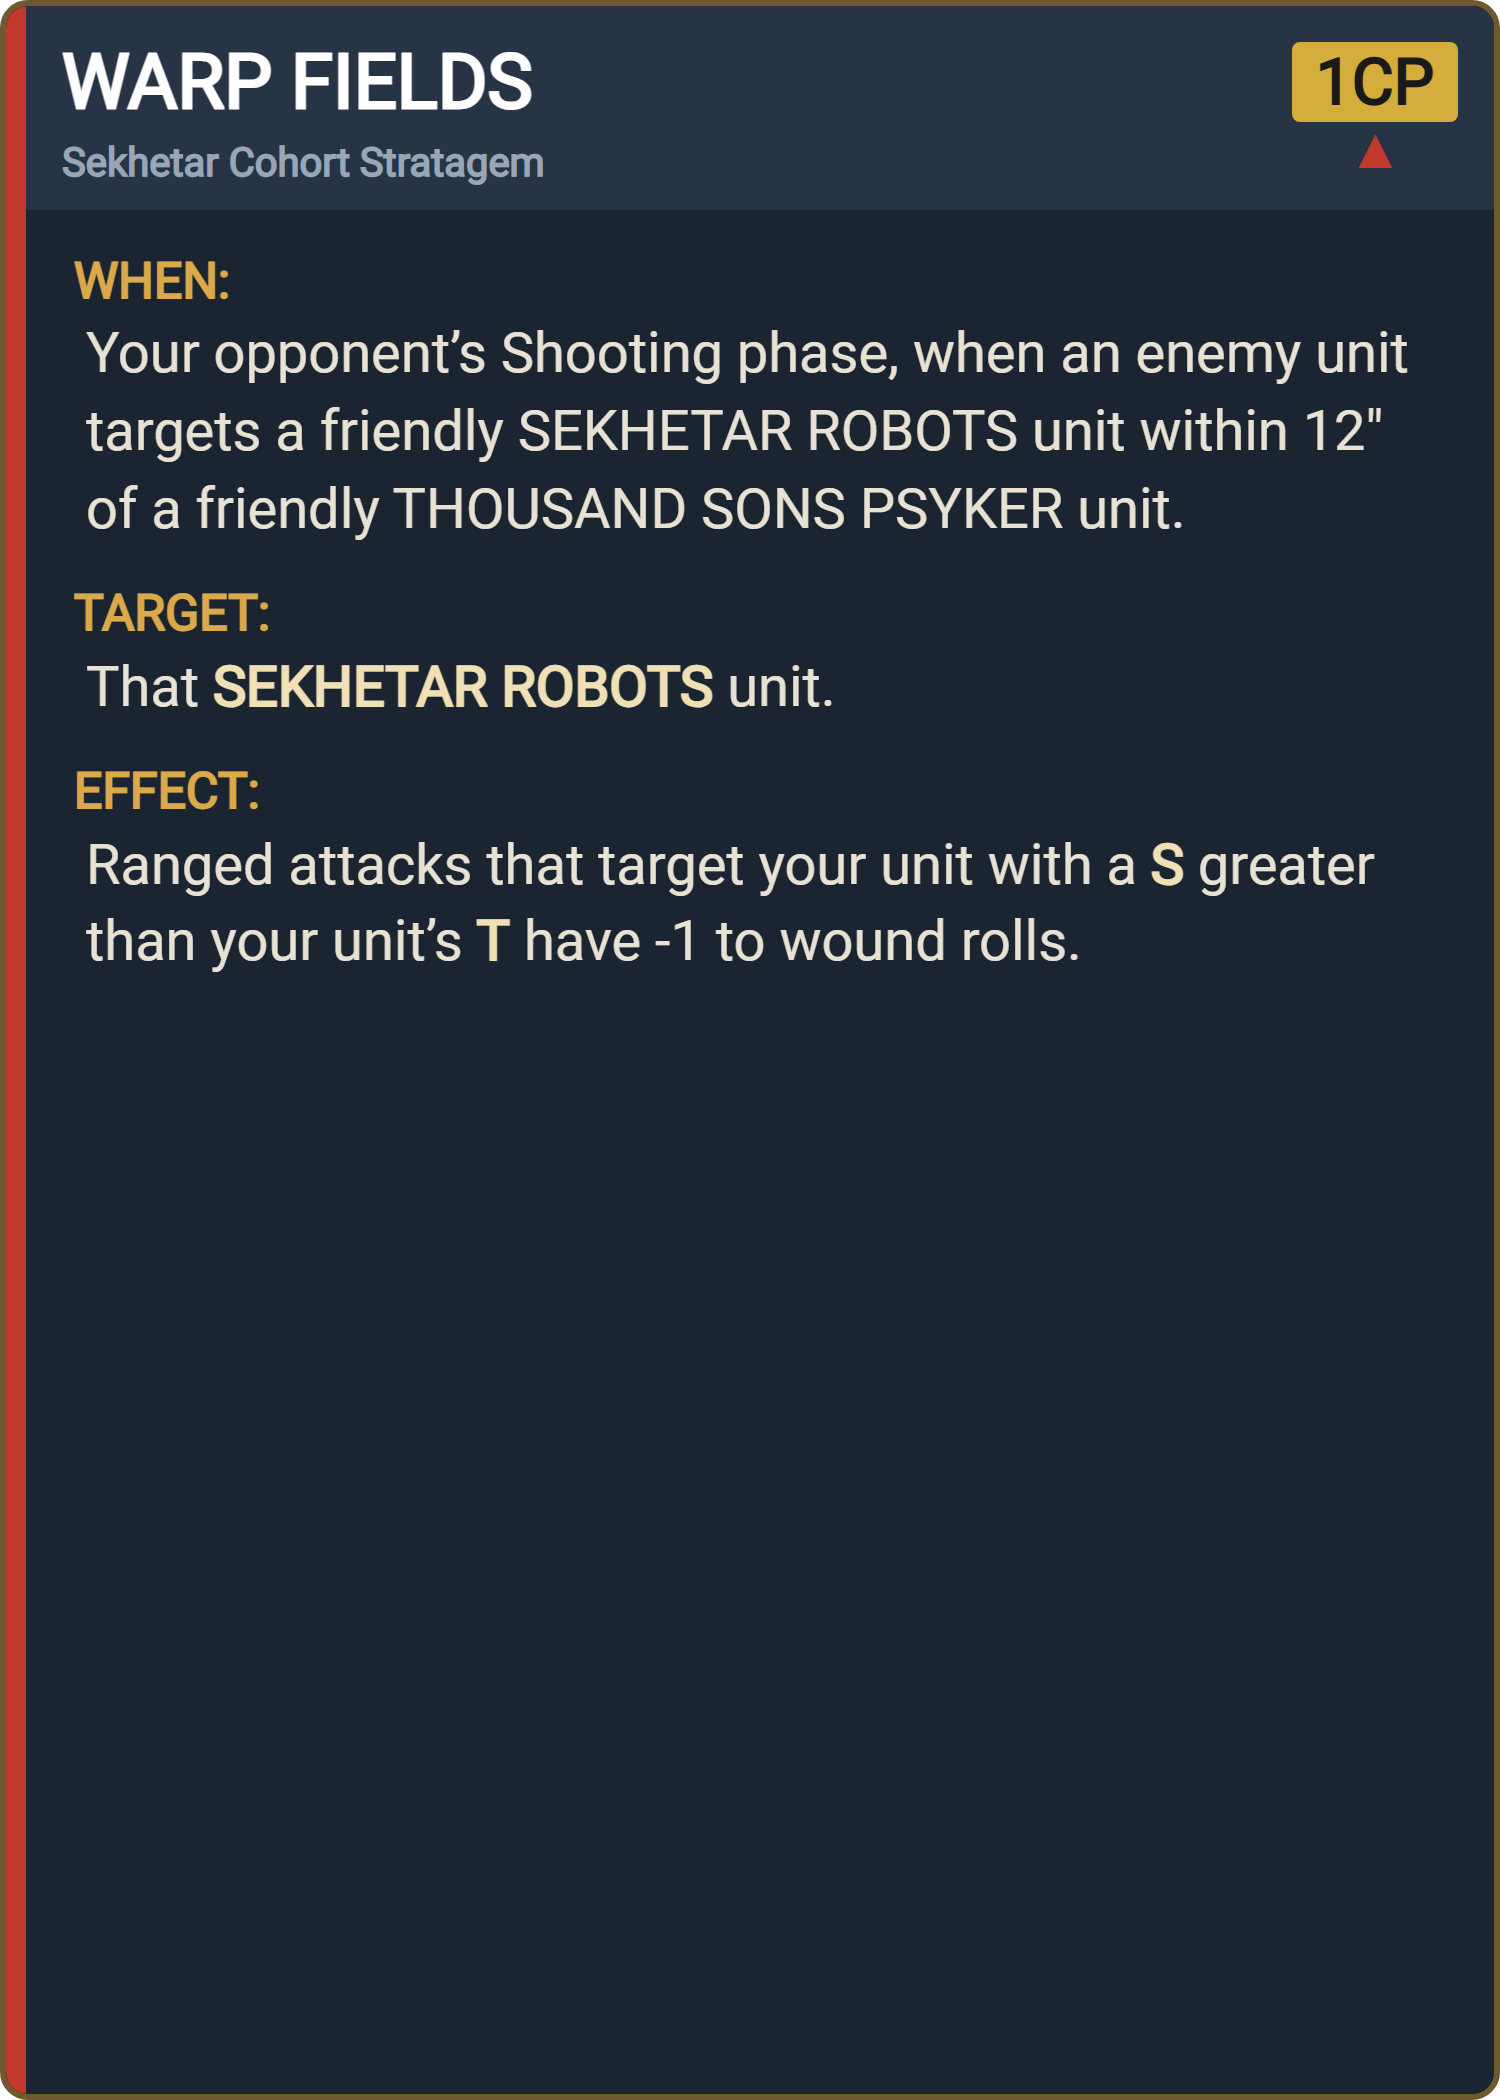 WARP FIELDS
1CP
Sekhetar Cohort Stratagem
WHEN:
Your opponent’s Shooting phase, when an enemy unit
targets a friendly SEKHETAR ROBOTS unit within 12"
of a friendly THOUSAND SONS PSYKER unit.
TARGET:
That SEKHETAR ROBOTS unit.
EFFECT:
Ranged attacks that target your unit with a S greater
than your unit’s T have -1 to wound rolls.